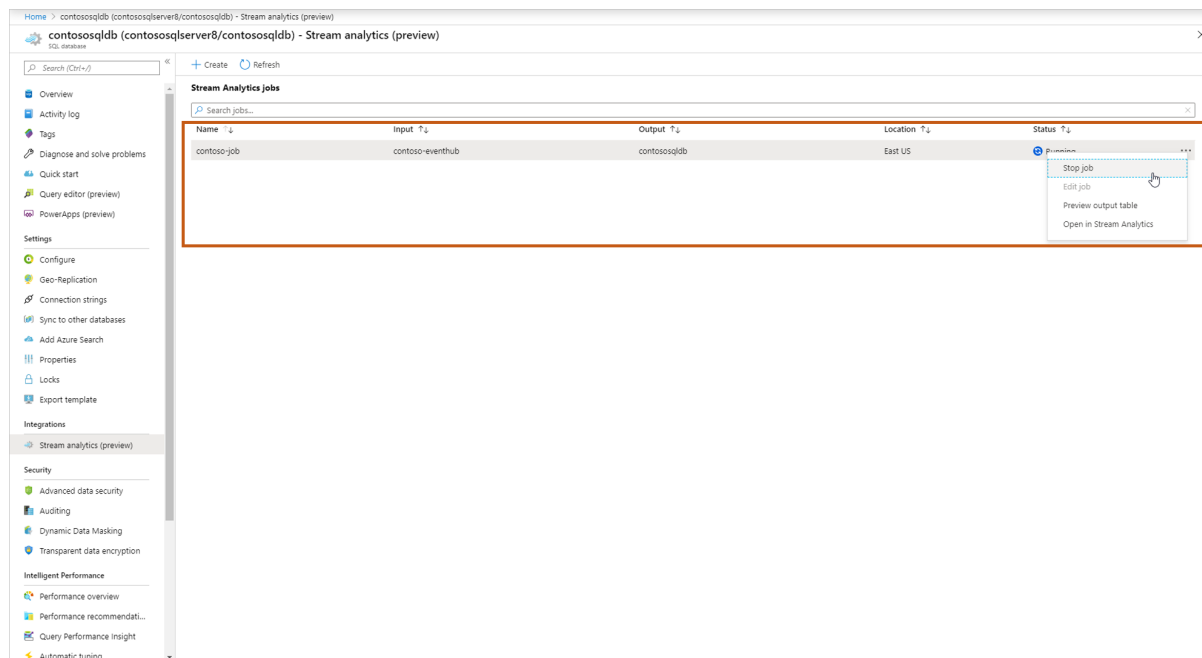 Home > contososqldb (contososqlserver8/contososqldb) - Stream analytics (preview)
contososqldb (contososqlserver8/contososqldb) - Stream analytics (preview)
SQL database
Search (Ctrl+/)
Overview
Activity log
Tags
Diagnose and solve problems
Quick start
Query editor (preview)
PowerApps (preview)
Settings
Configure
Geo-Replication
Connection strings
Sync to other databases
Add Azure Search
Properties
Locks
Export template
Integrations
Stream analytics (preview)
Security
Advanced data security
Auditing
Dynamic Data Masking
Transparent data encryption
Intelligent Performance
Performance overview
Performance recommendati...
Query Performance Insight
Automatic tuning
Create Refresh
Stream Analytics jobs
Search jobs...
Name Input Output Location Status
contoso-job contoso-eventhub contososqldb East US Running
Stop job
Edit job
Preview output table
Open in Stream Analytics